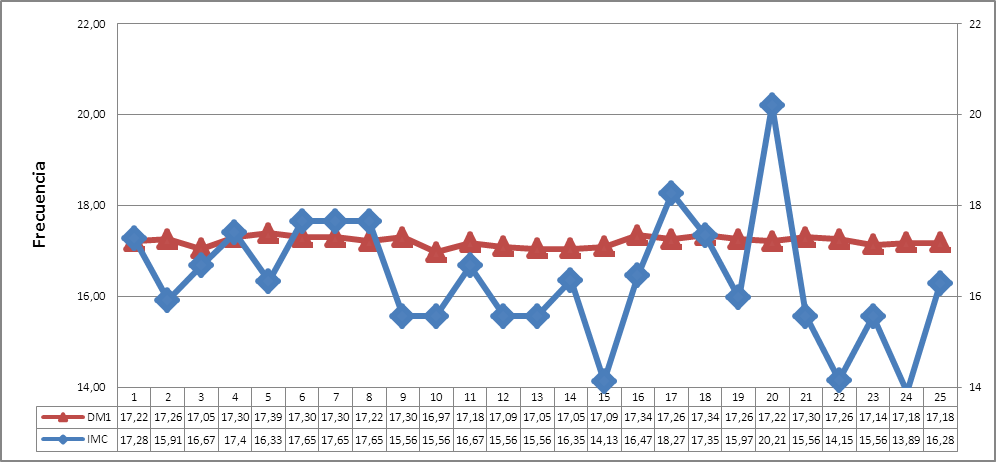 22,00 22
20,00 20
Frecuencia
18,00 18
16,00 16
14,00 14
1 2 3 4 5 6 7 8 9 10 11 12 13 14 15 16 17 18 19 20 21 22 23 24 25
DM1 17,22 17,26 17,05 17,30 17,39 17,30 17,30 17,22 17,30 16,97 17,18 17,09 17,05 17,05 17,09 17,34 17,26 17,34 17,26 17,22 17,30 17,26 17,14 17,18 17,18
IMC 17,28 15,91 16,67 17,4 16,33 17,65 17,65 17,65 15,56 15,56 16,67 15,56 15,56 16,35 14,13 16,47 18,27 17,35 15,97 20,21 15,56 14,15 15,56 13,89 16,28